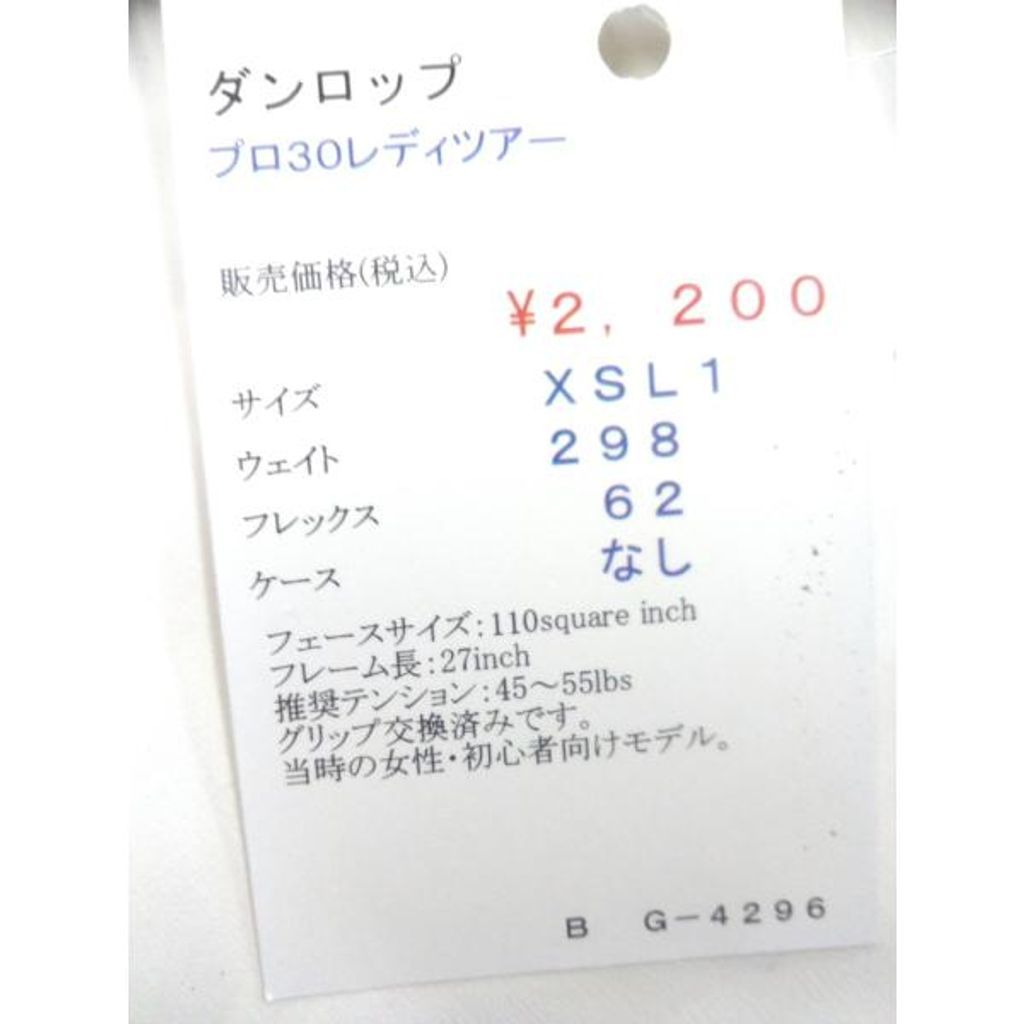 ダンロップ
プロ30レディツアー
販売価格(税込)
¥2,200
サイズ XSL1
ウェイト 298
フレックス 62
ケース なし
フェースサイズ:110square inch
フレーム長:27inch
推奨テンション:45～55lbs
グリップ交換済みです。
当時の女性・初心者向けモデル。
B G－4296